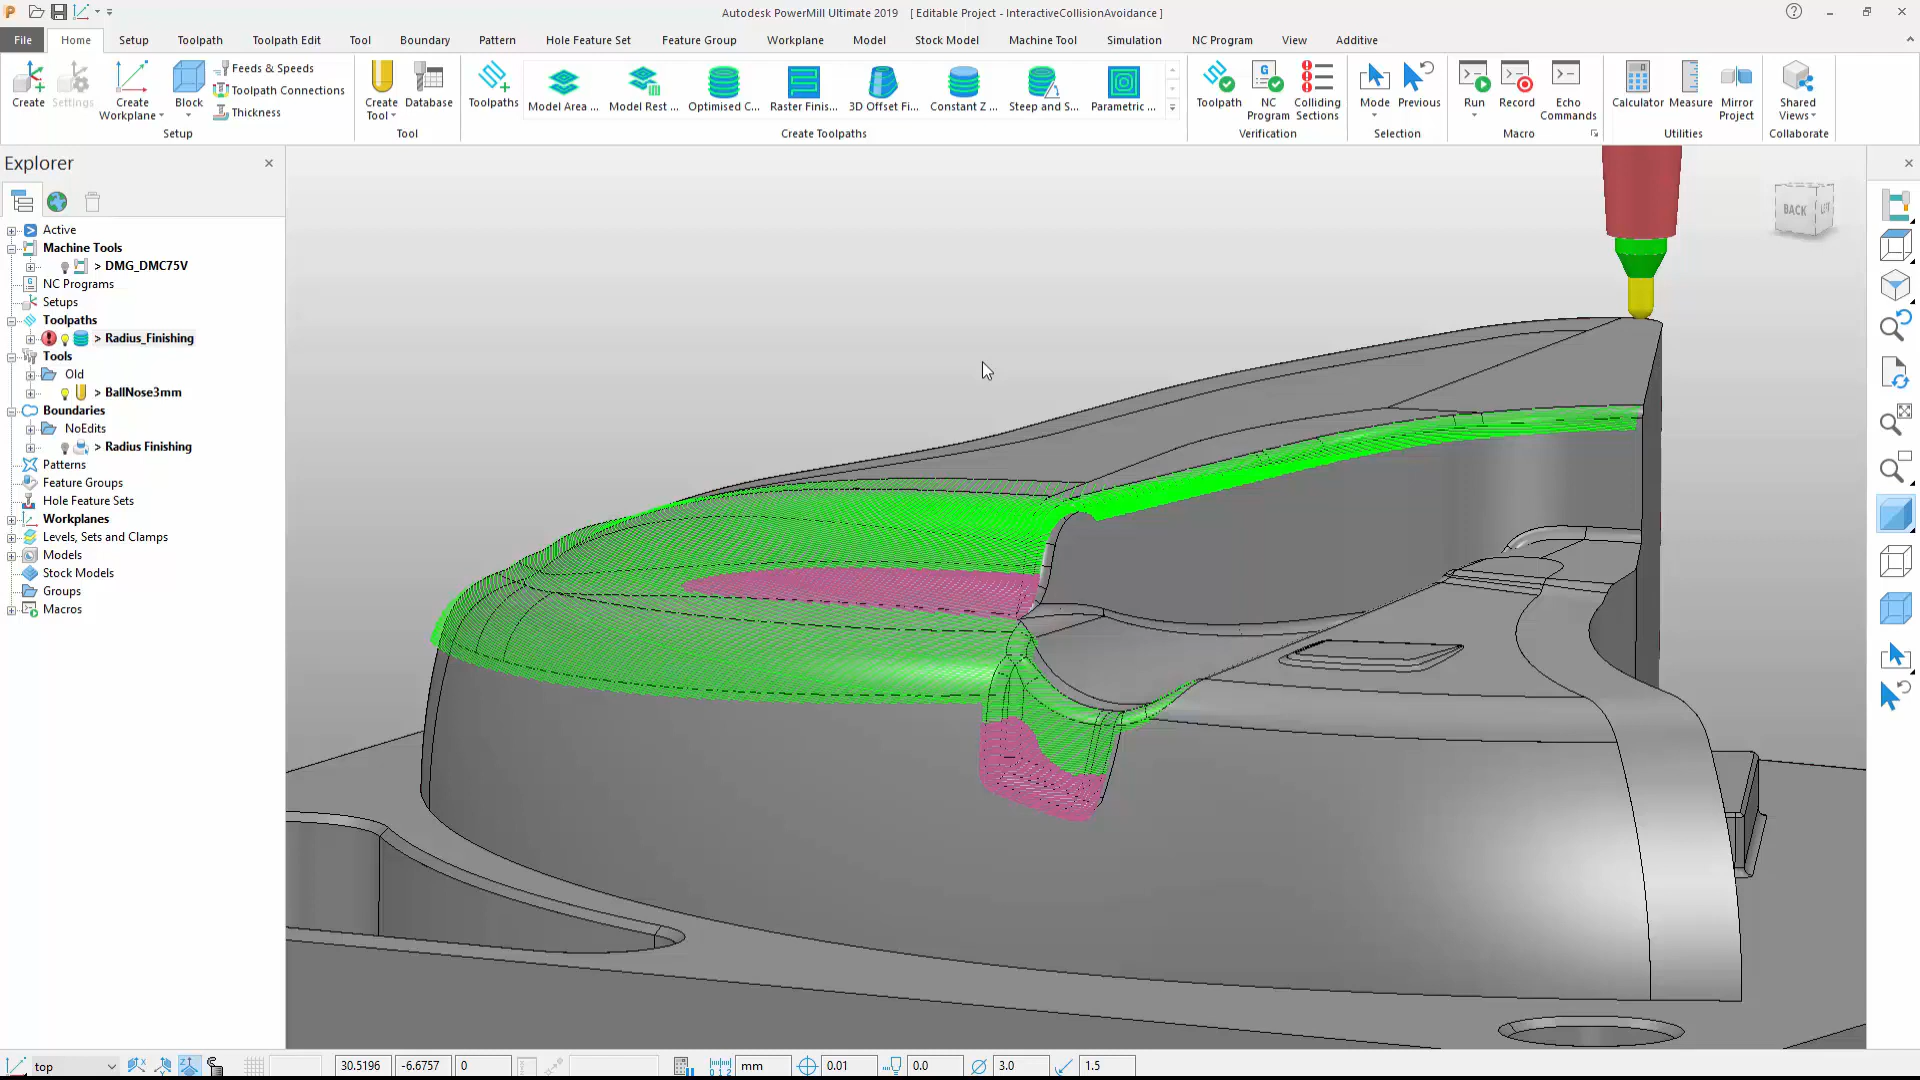 Autodesk PowerMill Ultimate 2019 [ Editable Project - InteractiveCollisionAvoidance ]
File Home Setup Toolpath Toolpath Edit Tool Boundary Pattern Hole Feature Set Feature Group Workplane Model Stock Model Machine Tool Simulation NC Program View Additive
Create
Settings
Create Workplane
Block
Feeds & Speeds
Toolpath Connections
Thickness
Setup
Create Tool
Database
Tool
Toolpaths
Model Area ...
Model Rest ...
Optimised C...
Raster Finis...
3D Offset Fi...
Constant Z ...
Steep and S...
Parametric ...
Create Toolpaths
Toolpath
NC Program
Colliding Sections
Verification
Mode
Previous
Selection
Run
Record
Echo Commands
Macro
Calculator
Measure
Mirror Project
Utilities
Shared Views
Collaborate
Explorer
Active
Machine Tools
> DMG_DMC75V
NC Programs
Setups
Toolpaths
> Radius_Finishing
Tools
Old
> BallNose3mm
Boundaries
NoEdits
> Radius Finishing
Patterns
Feature Groups
Hole Feature Sets
Workplanes
Levels, Sets and Clamps
Models
Stock Models
Groups
Macros
BACK
top 30.5196 -6.6757 0 mm 0.01 0.0 3.0 1.5